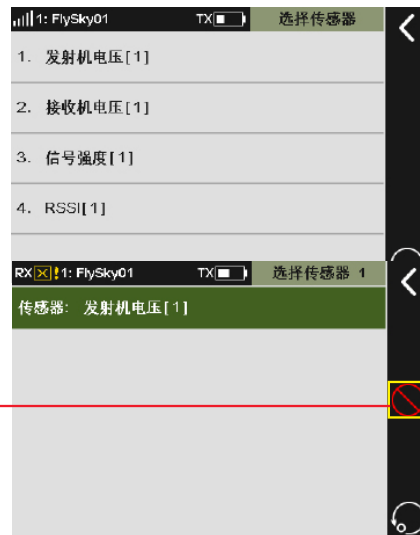 1: FlySky01 TX 选择传感器
1. 发射机电压[1]
2. 接收机电压[1]
3. 信号强度[1]
4. RSSI[1]
RX 1: FlySky01 TX 选择传感器 1
传感器: 发射机电压[1]